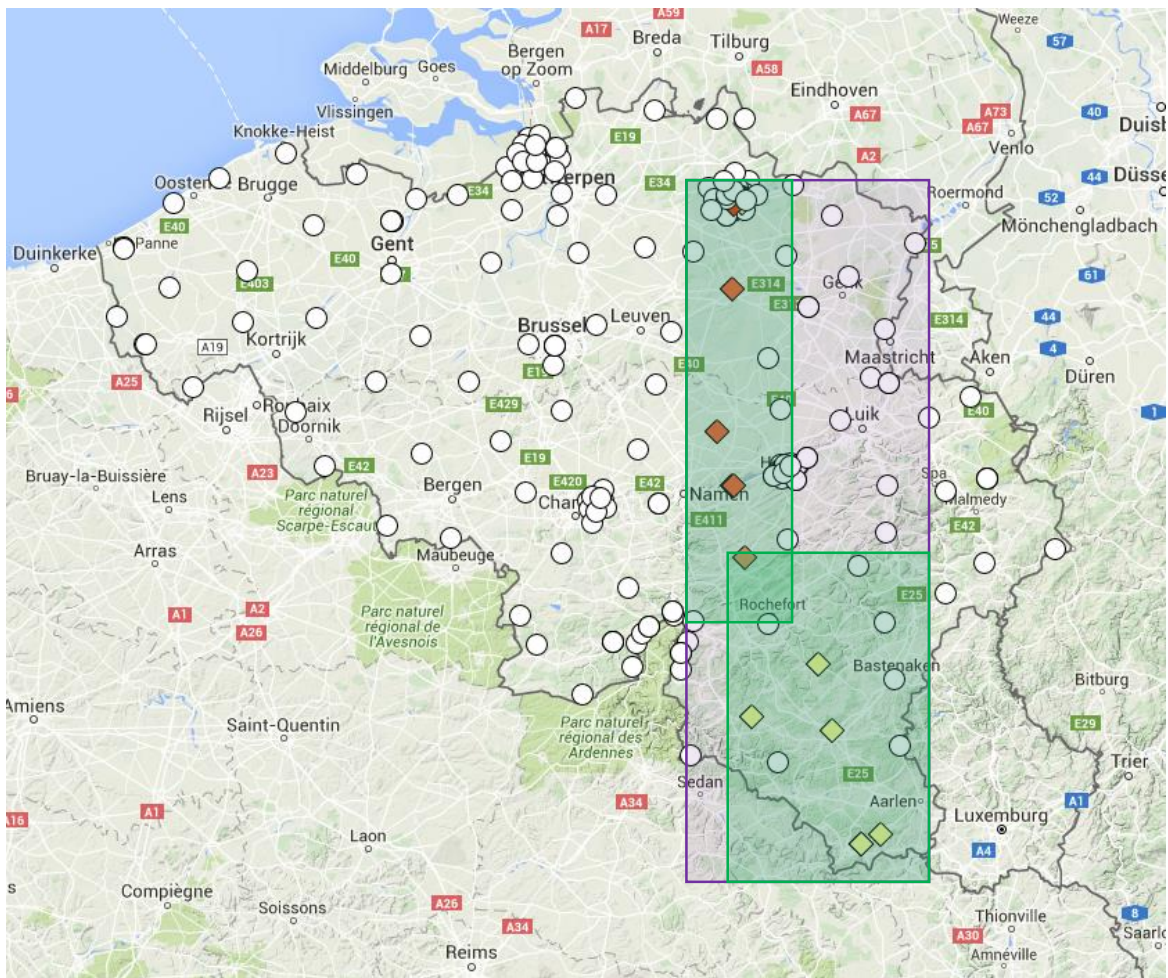 A59
Weeze
A17
Breda
Tilburg
57
Bergen
op Zoom
A58
Middelburg
Goes
Eindhoven
A73
40
Vlissingen
A67
A67
Duisb
Knokke-Heist
E19
Venlo
A2
44
Düsse
Oostende
Brugge
E34
E34
Roermond
52
E40
Mönchengladbach
Duinkerke
Panne
Gent
E40
E403
E314
Genk
61
Brussel
Leuven
E314
44
Kortrijk
A19
Maastricht
Aken
4
A25
E40
Düren
Rijsel
Roubaix
Doornik
E429
Luik
E40
1
Bruay-la-Buissière
A23
E42
E19
Spa
Lens
Bergen
E420
E42
Namen
Malmedy
Parc naturel
régional
Scarpe-Escaut
E411
E42
Arras
Maubeuge
A1
A2
Parc naturel
régional de
l'Avesnois
Rochefort
E25
A26
A26
Bastenaken
Bitburg
Amiens
Saint-Quentin
Parc naturel
régional des
Ardennes
E29
Sedan
E25
Trier
A1
A34
Aarlen
A1
A16
Laon
Luxemburg
A4
Compiègne
A26
8
Soissons
A34
Thionville
A30
Reims
Amnéville